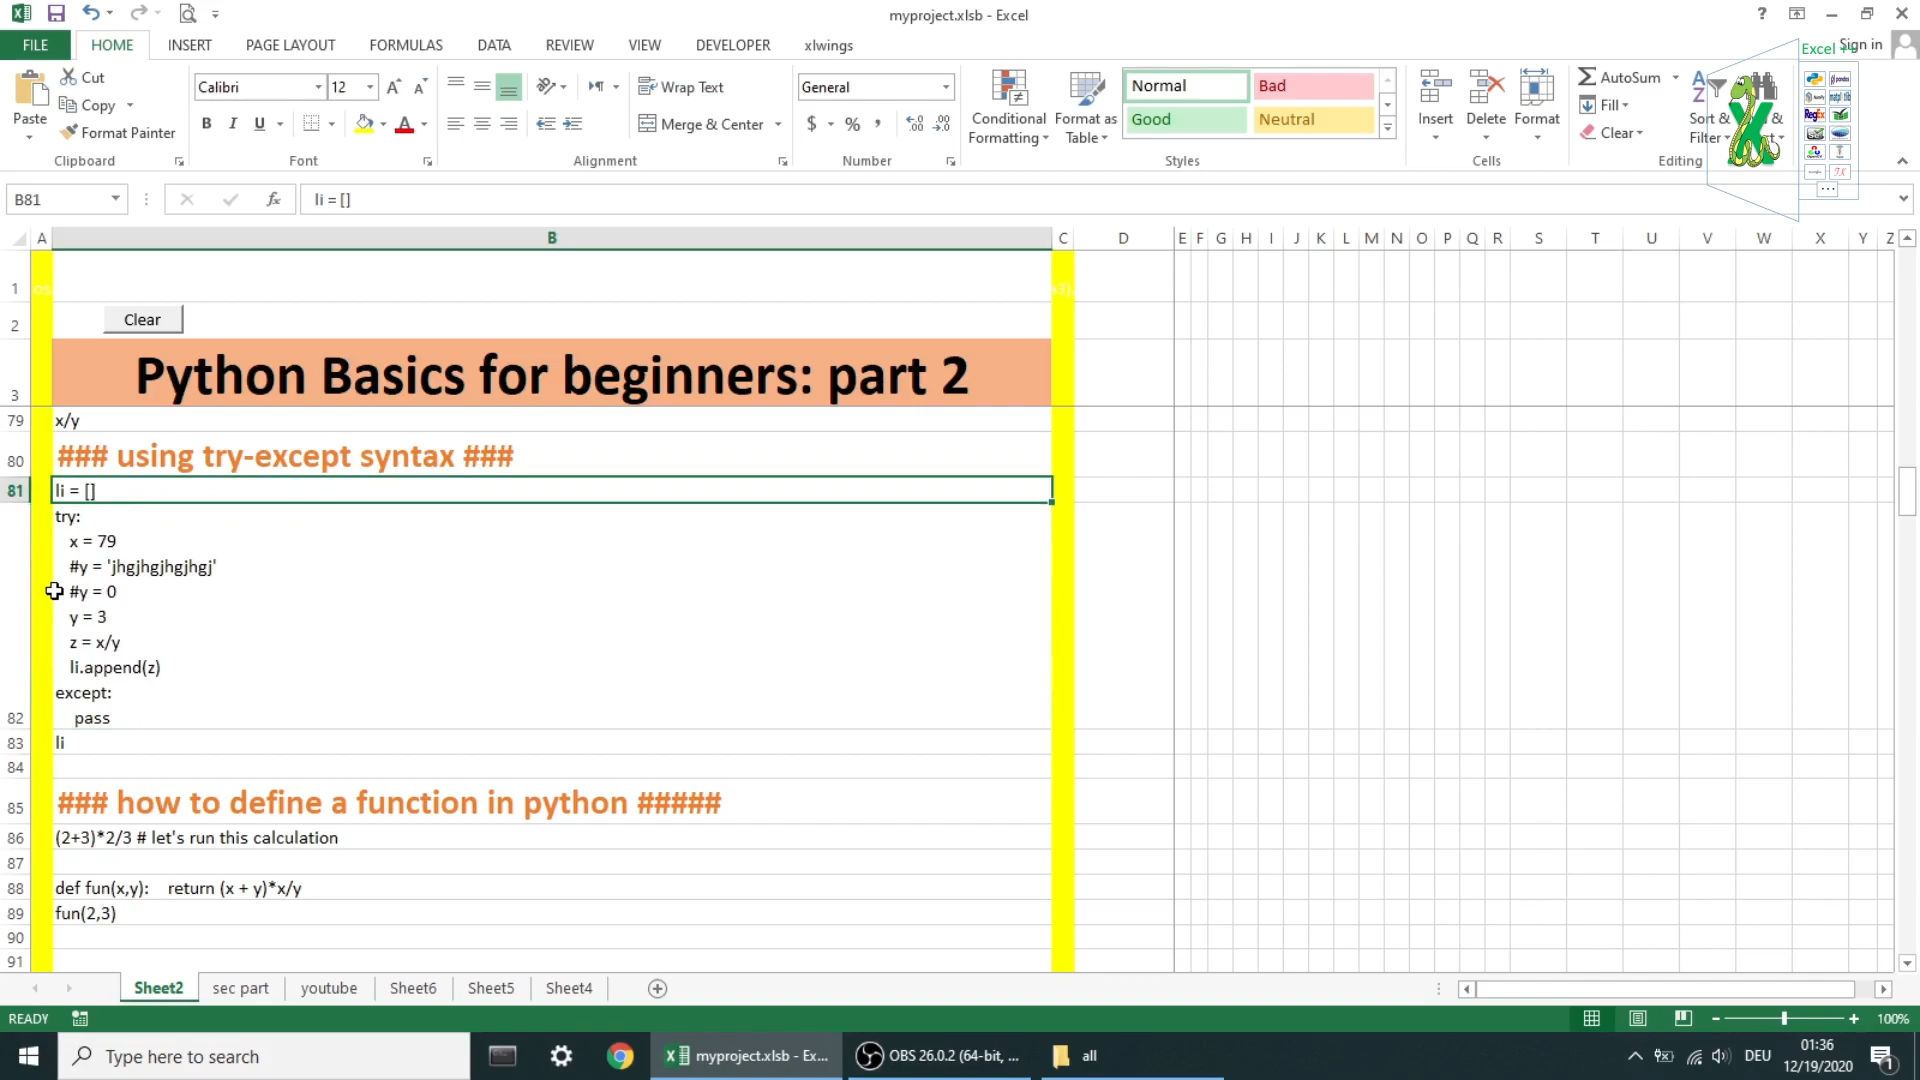 myproject.xlsb - Excel
?
FILE
HOME
INSERT
PAGE LAYOUT
FORMULAS
DATA
REVIEW
VIEW
DEVELOPER
xlwings
Excel +
Sign in
Paste
Cut
Copy
Format Painter
Clipboard
Calibri
12
B I U
Font
Wrap Text
Merge & Center
Alignment
General
$ % ,
Number
Conditional
Formatting
Format as
Table
Normal
Bad
Good
Neutral
Styles
Insert
Delete
Format
Cells
AutoSum
Fill
Clear
Sort &
Filter
Editing
B81
fx
li = []
A B C D E F G H I J K L M N O P Q R S T U V W X Y Z
1
2
Clear
3
Python Basics for beginners: part 2
79 x/y
80 ### using try-except syntax ###
81 li = []
try:
x = 79
#y = 'jhgjhgjhgjhgj'
#y = 0
y = 3
z = x/y
li.append(z)
except:
82 pass
83 li
84
85 ### how to define a function in python #####
86 (2+3)*2/3 # let's run this calculation
87
88 def fun(x,y): return (x + y)*x/y
89 fun(2,3)
90
91
Sheet2
sec part
youtube
Sheet6
Sheet5
Sheet4
READY
100%
Type here to search
myproject.xlsb - Ex...
OBS 26.0.2 (64-bit, ...
all
DEU
01:36
12/19/2020
1